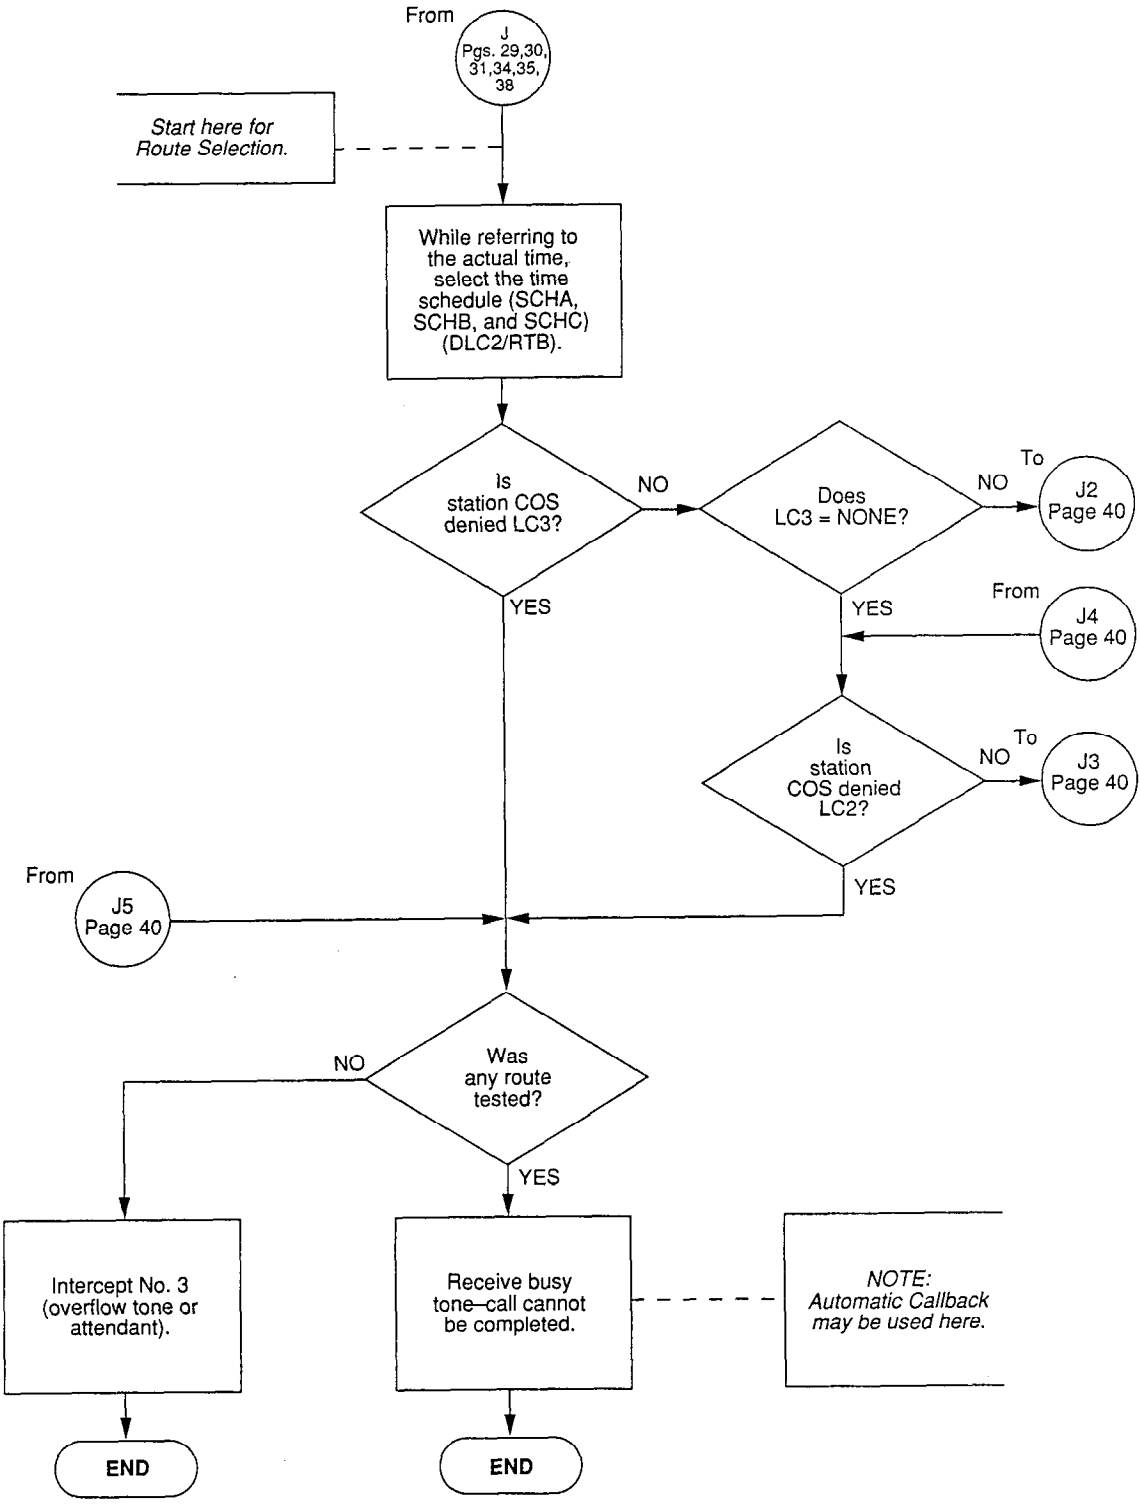 From
J
Pgs. 29,30,
31,34,35,
38
Start here for
Route Selection.
While referring to
the actual time,
select the time
schedule (SCHA,
SCHB, and SCHC)
(DLC2/RTB).
Is
station COS
denied LC3?
NO
Does
LC3 = NONE?
NO
To
J2
Page 40
YES
YES
From
J4
Page 40
Is
station
COS denied
LC2?
NO
To
J3
Page 40
YES
From
J5
Page 40
Was
any route
tested?
NO
YES
Intercept No. 3
(overflow tone or
attendant).
Receive busy
tone–call cannot
be completed.
NOTE:
Automatic Callback
may be used here.
END
END